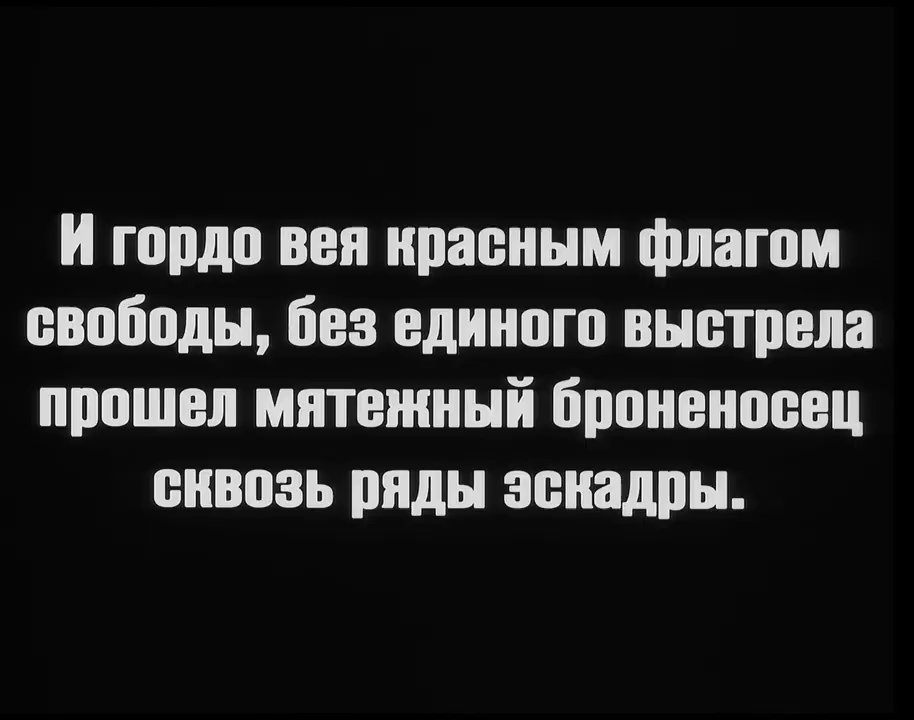 И гордо вея красным флагом
свободы, без единого выстрела
прошел мятежный броненосец
сквозь ряды эскадры.